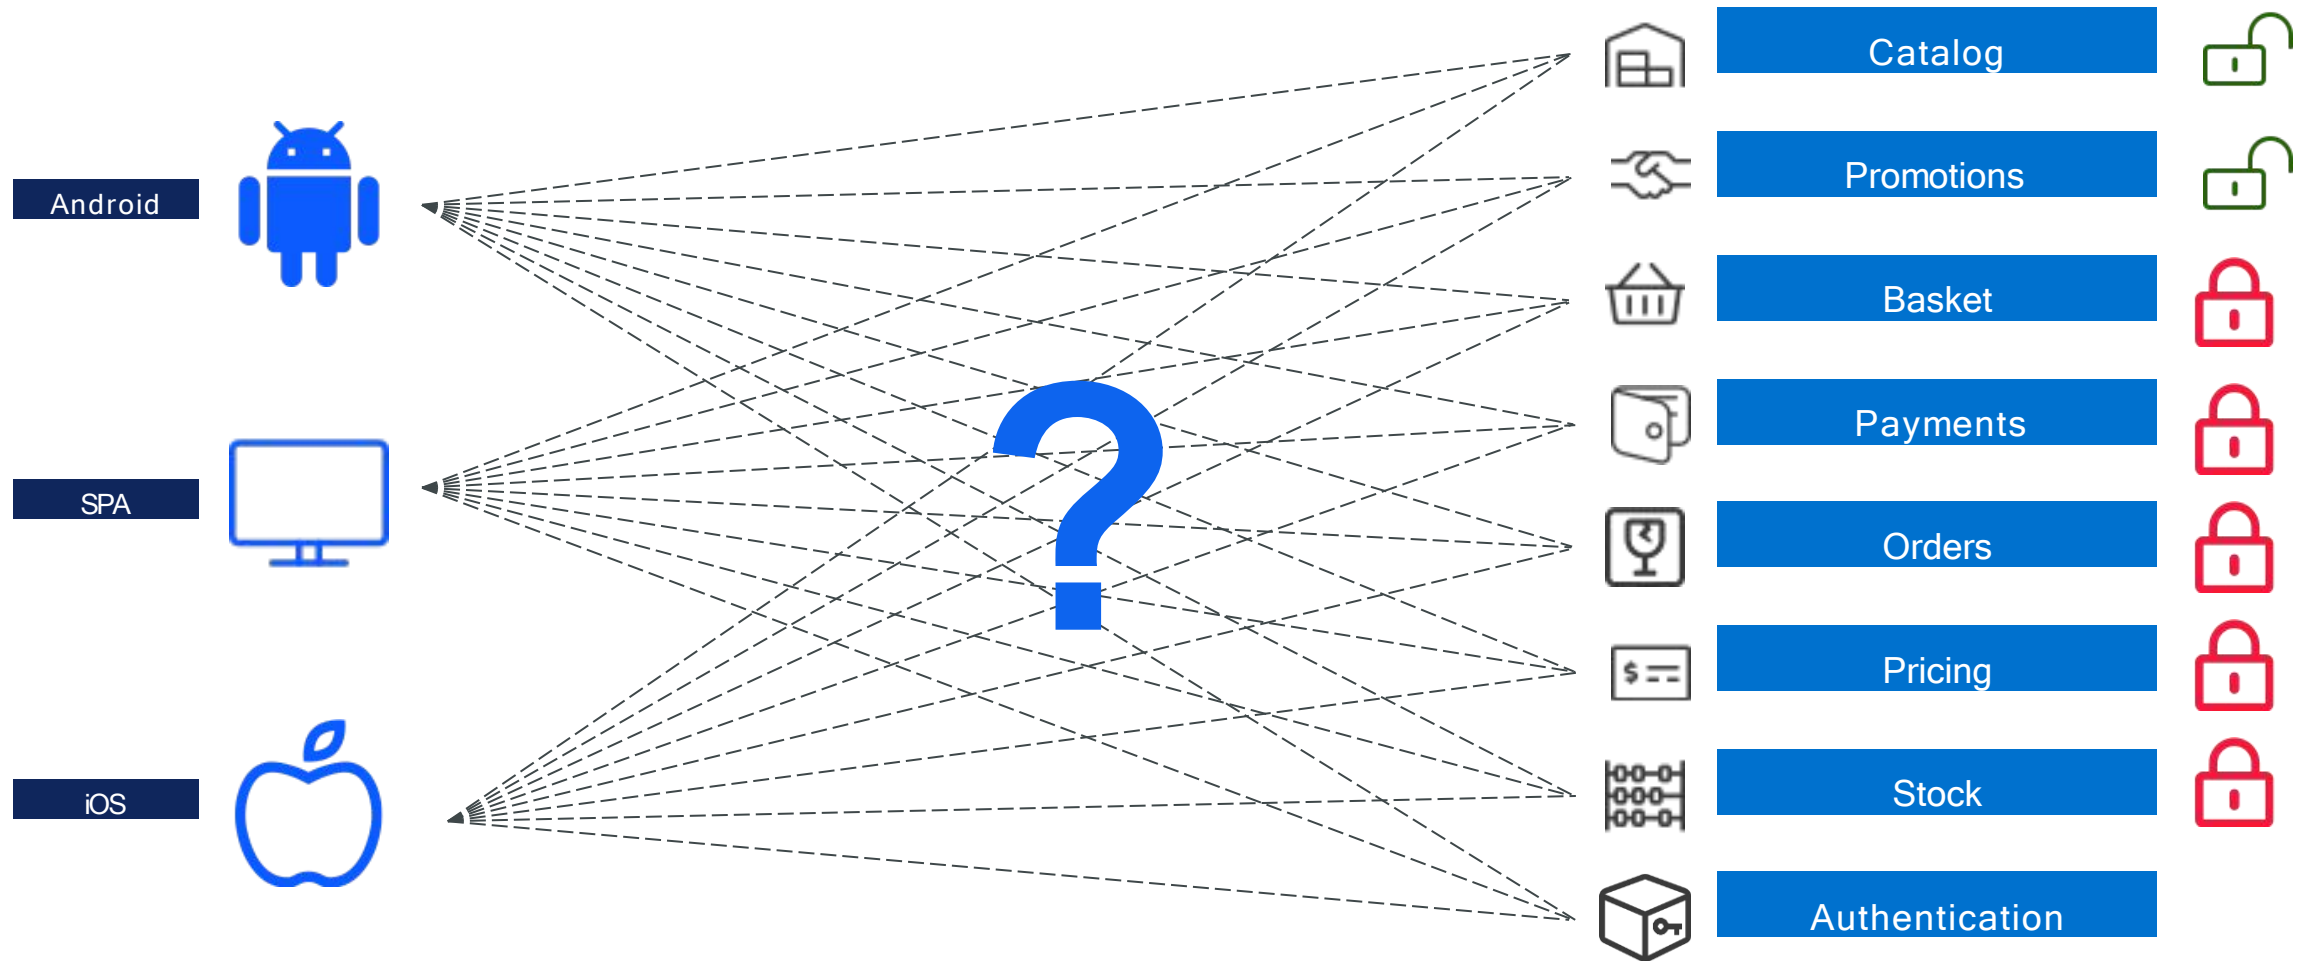 Catalog
Promotions
Android
Basket
Payments
SPA
?
Orders
Pricing
$
iOS
Stock
Authentication